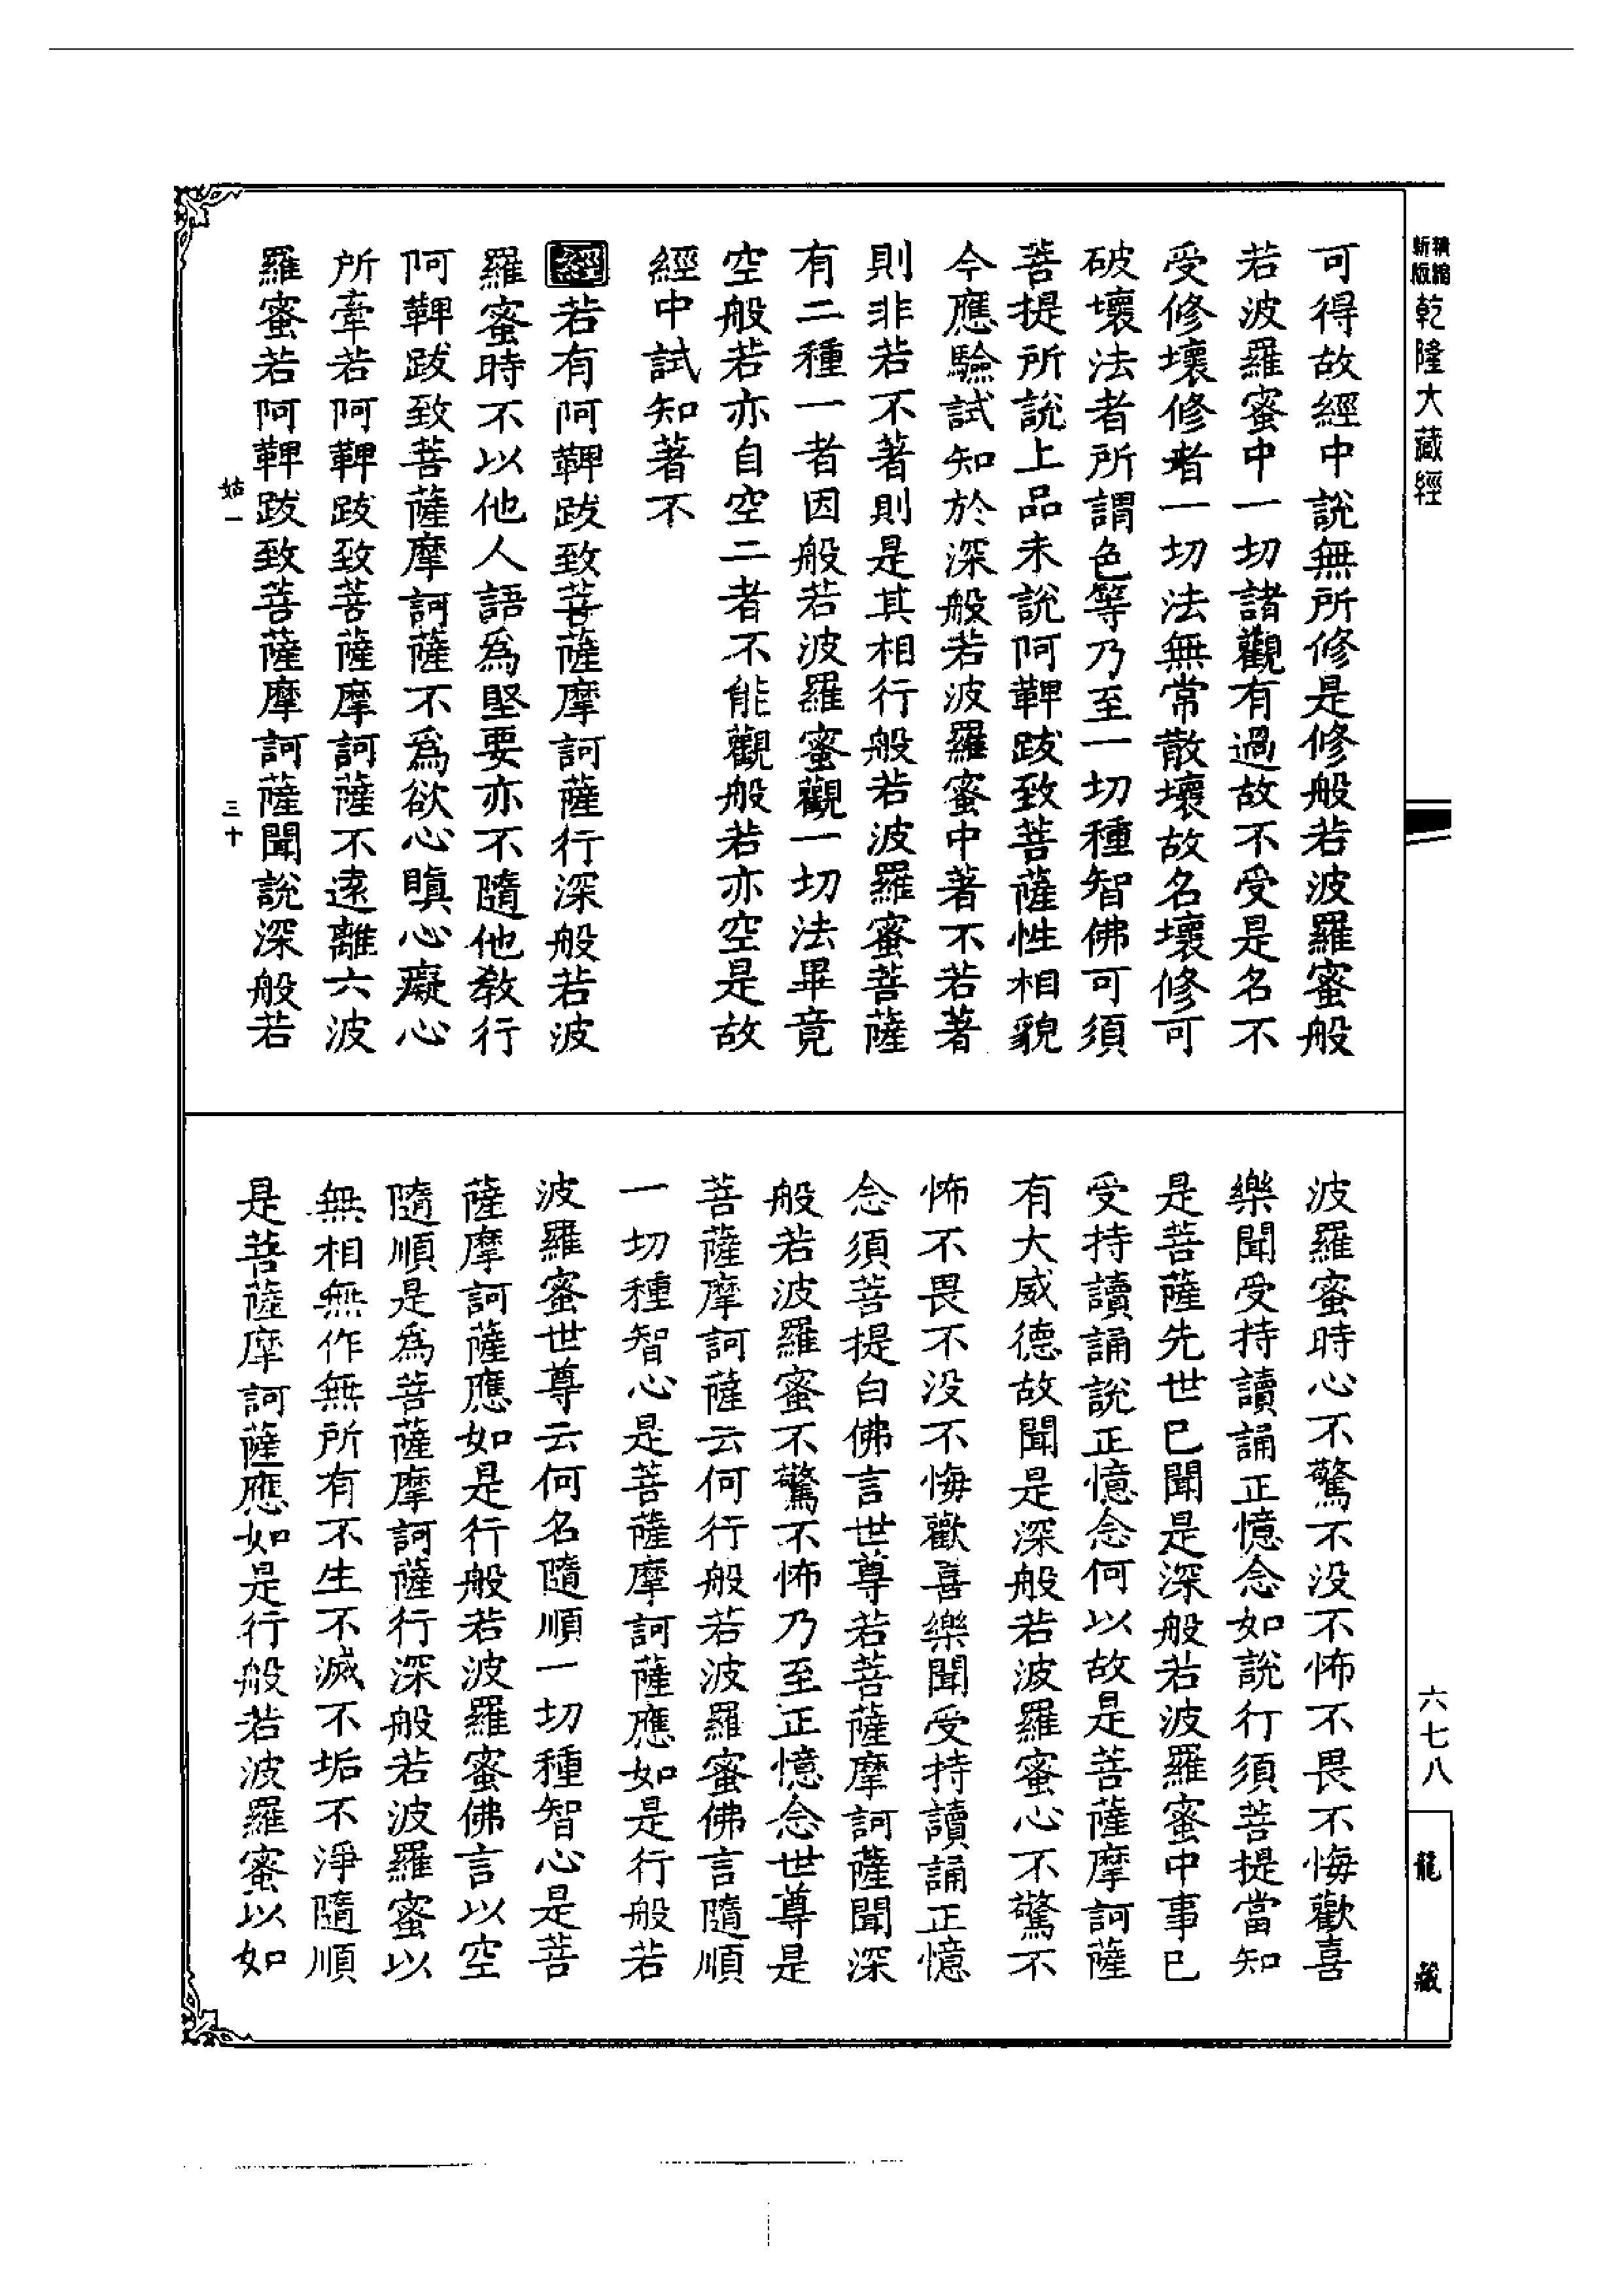 精縮新版乾隆大藏經
六七八
龍藏
可得故經中說無所修是修般若波羅蜜般
若波羅蜜中一切諸觀有過故不受是名不
受修壞修者一切法無常散壞故名壞修可
破壞法者所謂色等乃至一切種智佛可須
菩提所說上品未說阿鞞跋致菩薩性相貌
今應驗試知於深般若波羅蜜中著不若著
則非若不著則是其相行般若波羅蜜菩薩
有二種一者因般若波羅蜜觀一切法畢竟
空般若亦自空二者不能觀般若亦空是故
經中試知著不
經若有阿鞞跋致菩薩摩訶薩行深般若波
羅蜜時不以他人語爲堅要亦不隨他教行
阿鞞跋致菩薩摩訶薩不爲欲心瞋心癡心
所牽若阿鞞跋致菩薩摩訶薩不遠離六波
羅蜜若阿鞞跋致菩薩摩訶薩聞說深般若
姑一
三十
波羅蜜時心不驚不没不怖不畏不悔歡喜
樂聞受持讀誦正憶念如說行須菩提當知
是菩薩先世已聞是深般若波羅蜜中事已
受持讀誦說正憶念何以故是菩薩摩訶薩
有大威德故聞是深般若波羅蜜心不驚不
怖不畏不没不悔歡喜樂聞受持讀誦正憶
念須菩提白佛言世尊若菩薩摩訶薩聞深
般若波羅蜜不驚不怖乃至正憶念世尊是
菩薩摩訶薩云何行般若波羅蜜佛言隨順
一切種智心是菩薩摩訶薩應如是行般若
波羅蜜世尊云何名隨順一切種智心是菩
薩摩訶薩應如是行般若波羅蜜佛言以空
隨順是爲菩薩摩訶薩行深般若波羅蜜以
無相無作無所有不生不滅不垢不淨隨順
是菩薩摩訶薩應如是行般若波羅蜜以如